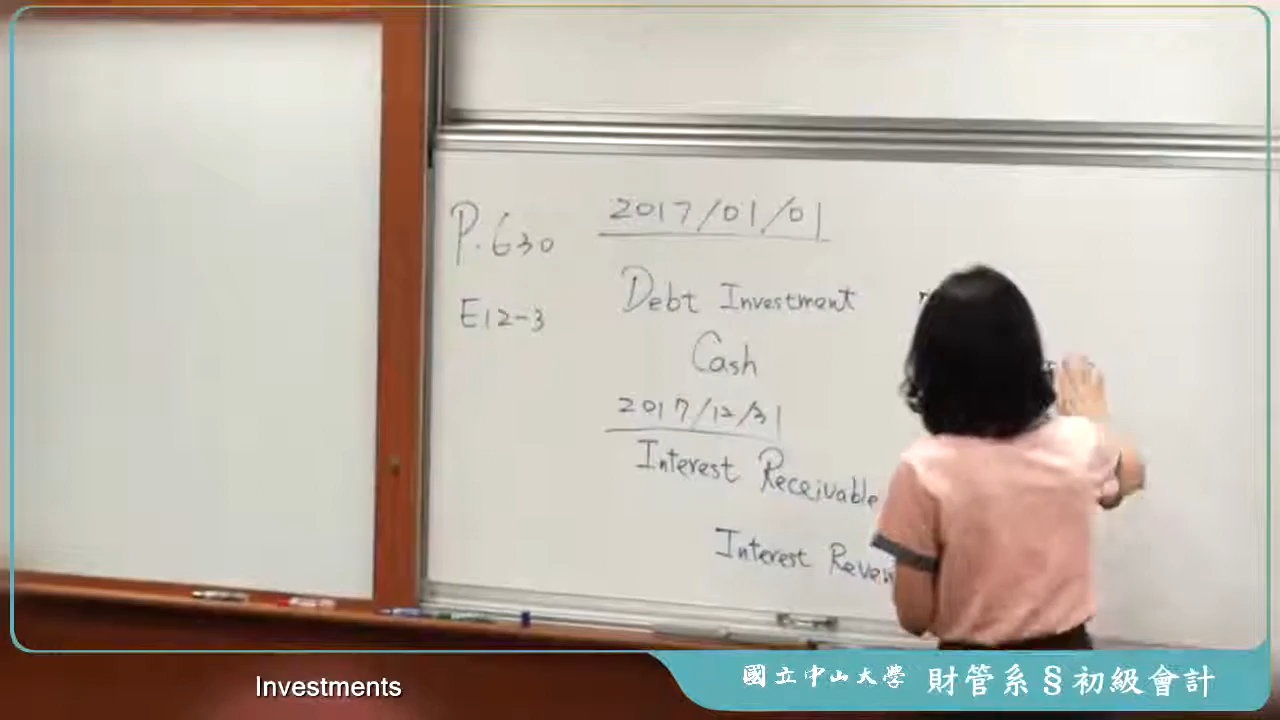 P.630
E12-3
2017/01/01
Debt Investment
Cash
2017/12/31
Interest Receivable
Interest Reven
Investments
國立中山大學 財管系§初級會計